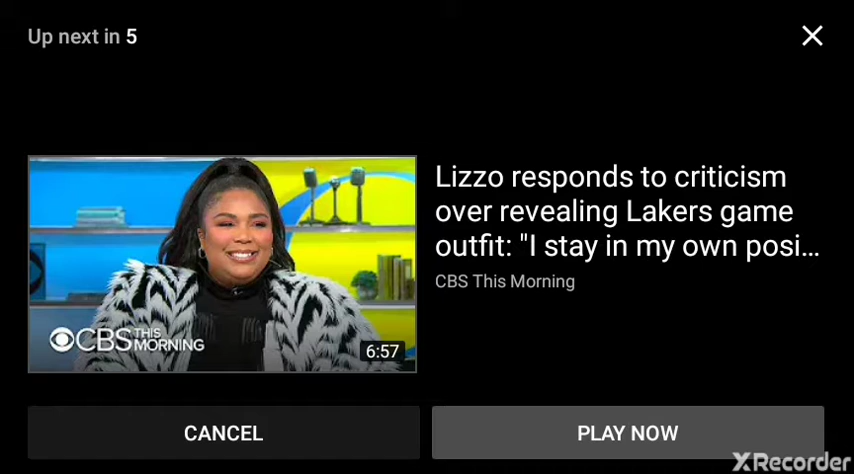 Up next in 5
Lizzo responds to criticism
over revealing Lakers game
outfit: "I stay in my own posi...
CBS This Morning
CBS THIS MORNING
6:57
CANCEL
PLAY NOW
XRecorder